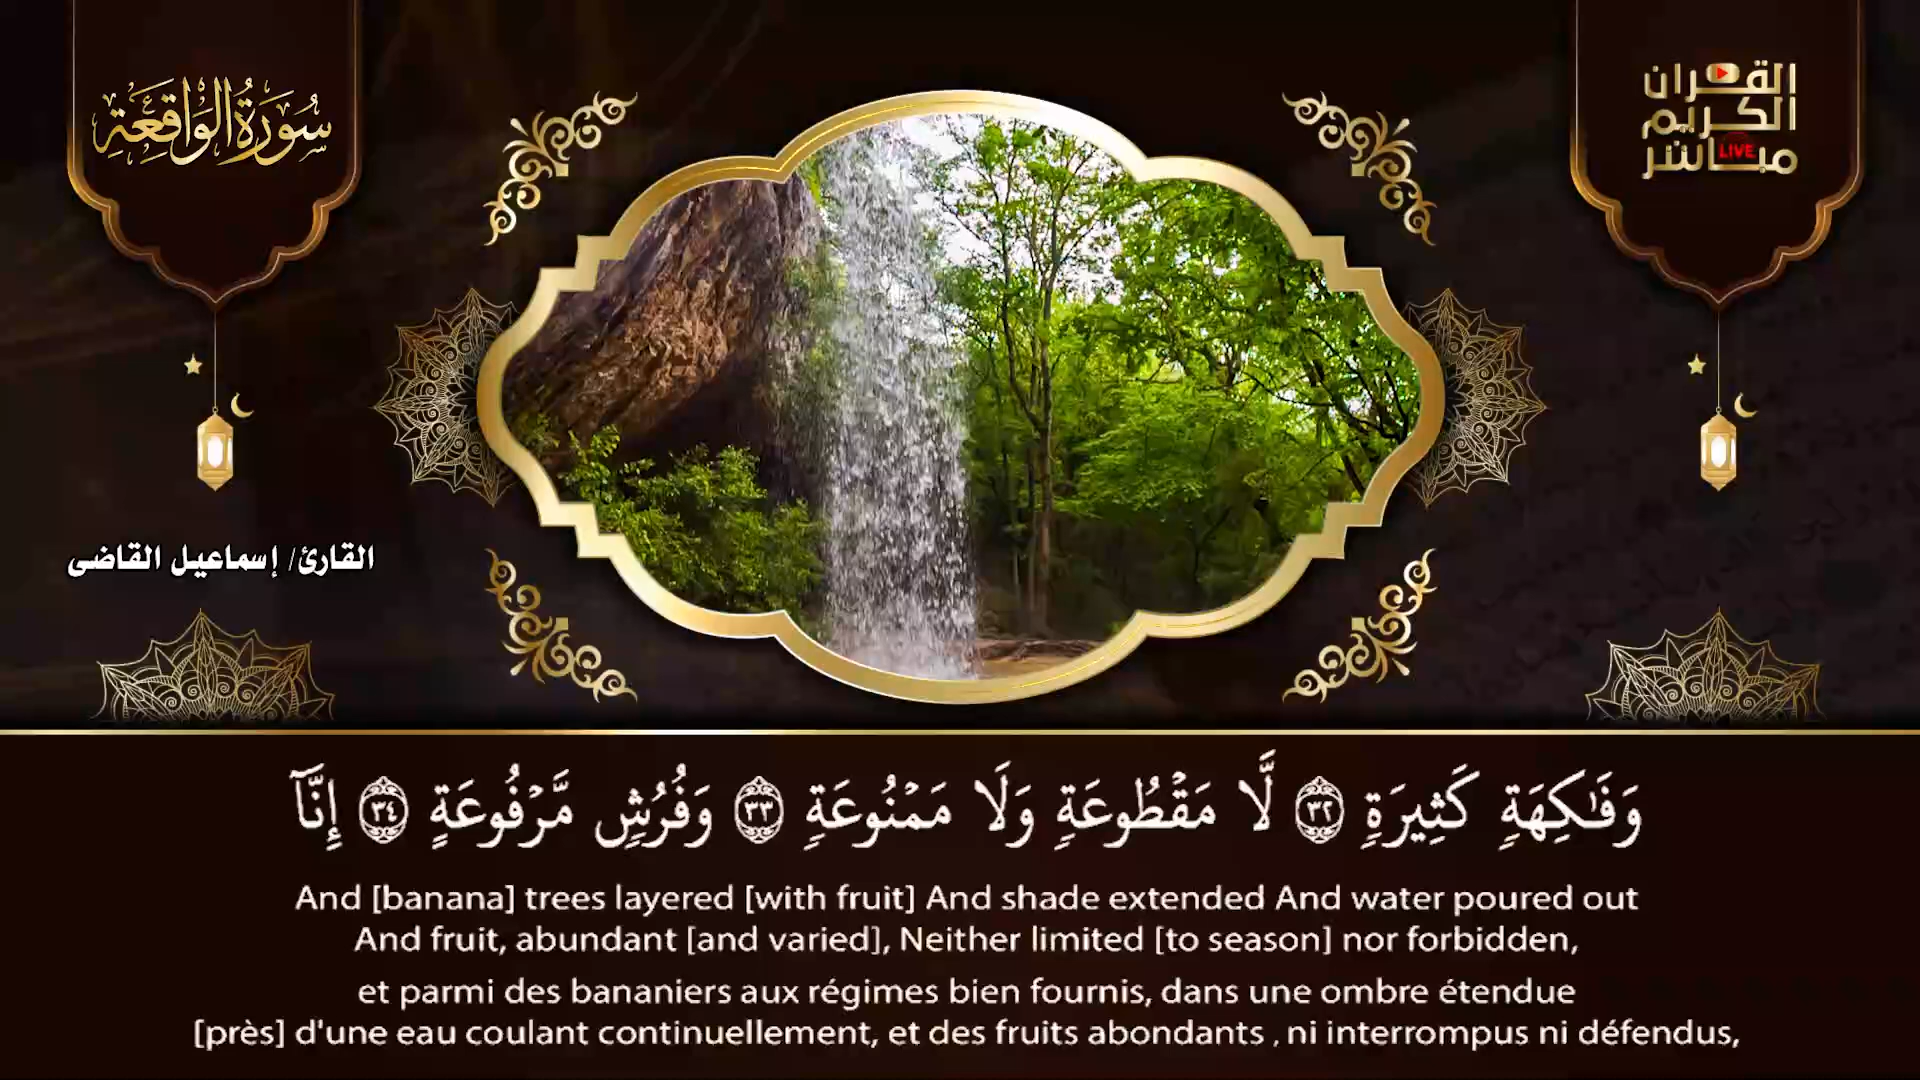 سُورَةُ الوَاقِعَةِ
القرآن
الكريم
مباشر
LIVE
القارئ/ إسماعيل القاضى
وَفَٰكِهَةٖ كَثِيرَةٖ ٣٢ لَّا مَقۡطُوعَةٖ وَلَا مَمۡنُوعَةٖ ٣٣ وَفُرُشٖ مَّرۡفُوعَةٍ ٣٤ إِنَّآ
And [banana] trees layered [with fruit] And shade extended And water poured out
And fruit, abundant [and varied], Neither limited [to season] nor forbidden,
et parmi des bananiers aux régimes bien fournis, dans une ombre étendue
[près] d'une eau coulant continuellement, et des fruits abondants , ni interrompus ni défendus,